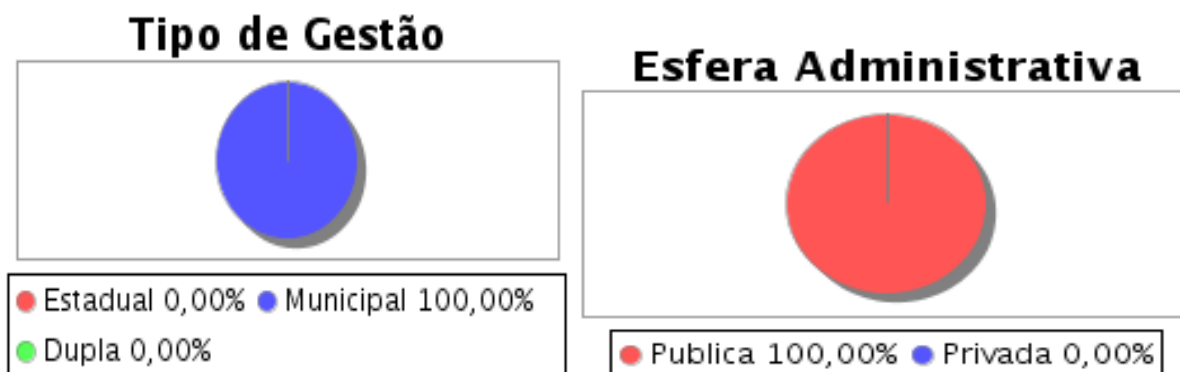 Tipo de Gestão
Estadual 0,00% Municipal 100,00%
Dupla 0,00%
Esfera Administrativa
Publica 100,00% Privada 0,00%